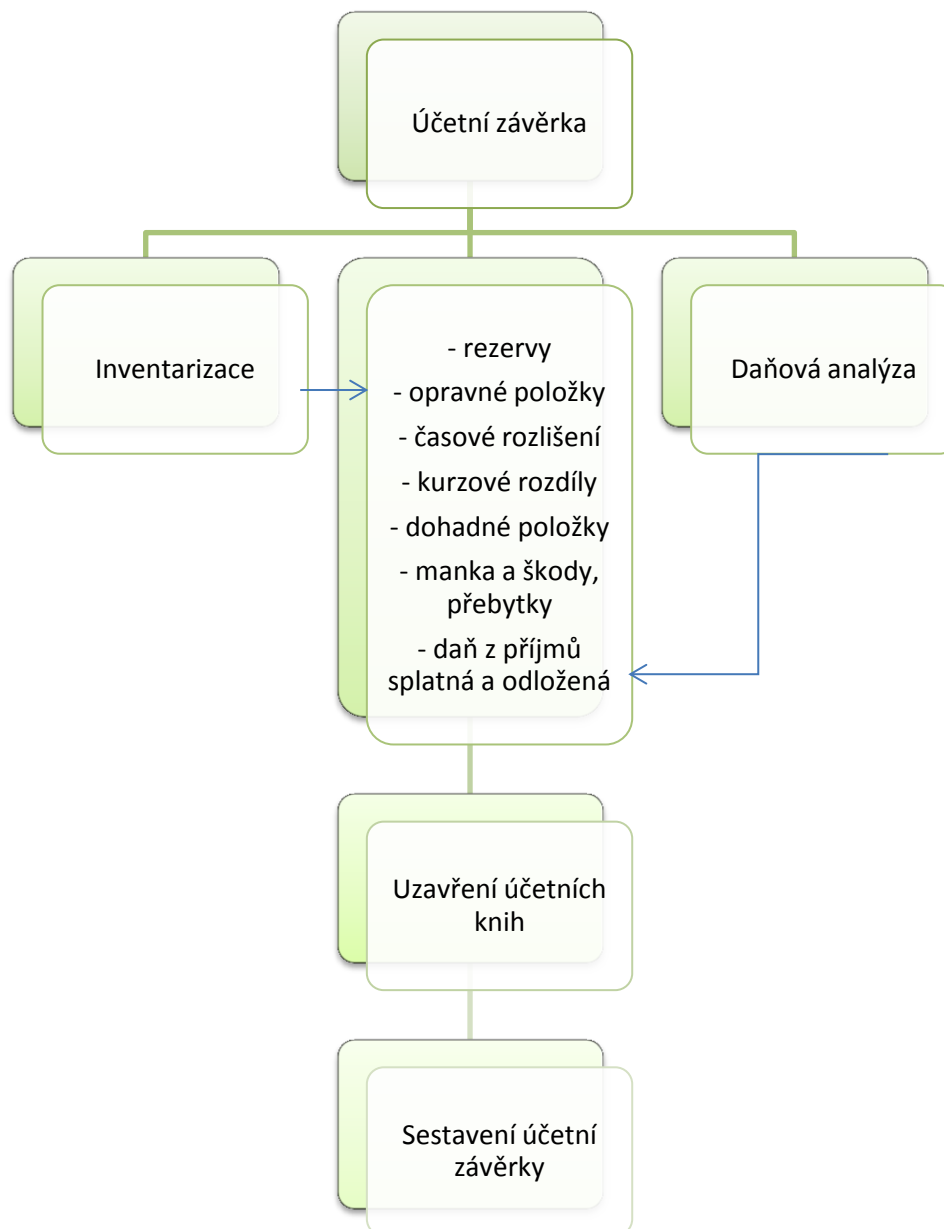 Účetní závěrka
Inventarizace
- rezervy
- opravné položky
- časové rozlišení
- kurzové rozdíly
- dohadné položky
- manka a škody,
přebytky
- daň z příjmů
splatná a odložená
Daňová analýza
Uzavření účetních
knih
Sestavení účetní
závěrky